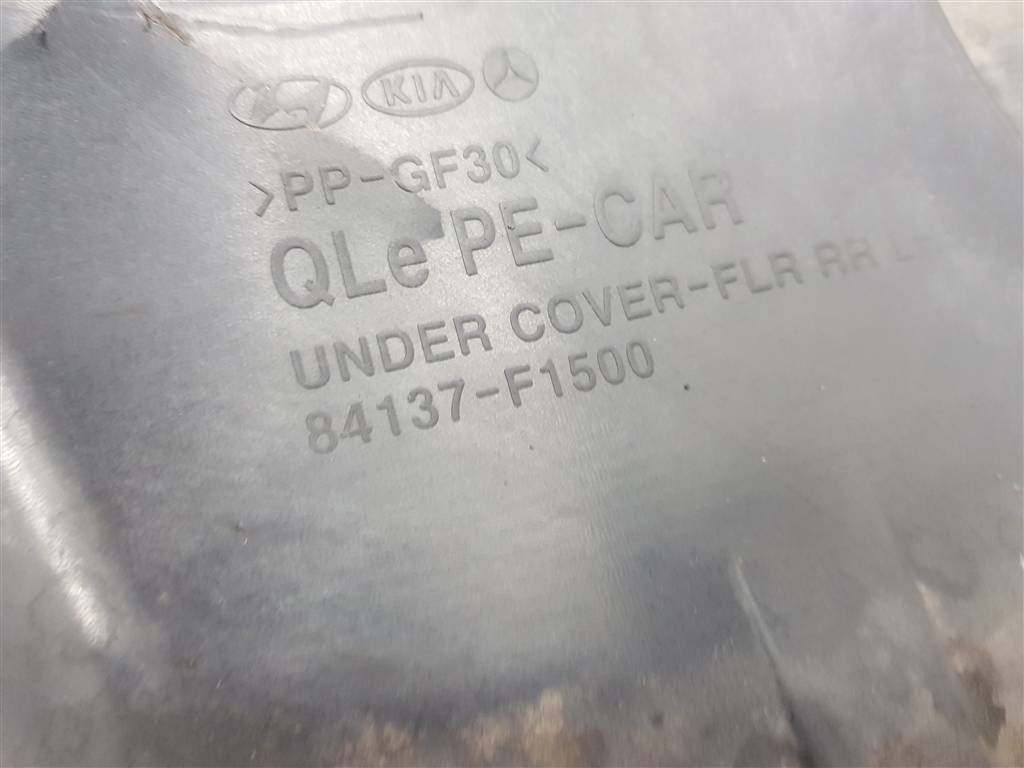 KIA
>PP-GF30<
QLe PE-CAR
UNDER COVER-FLR RR
84137-F1500